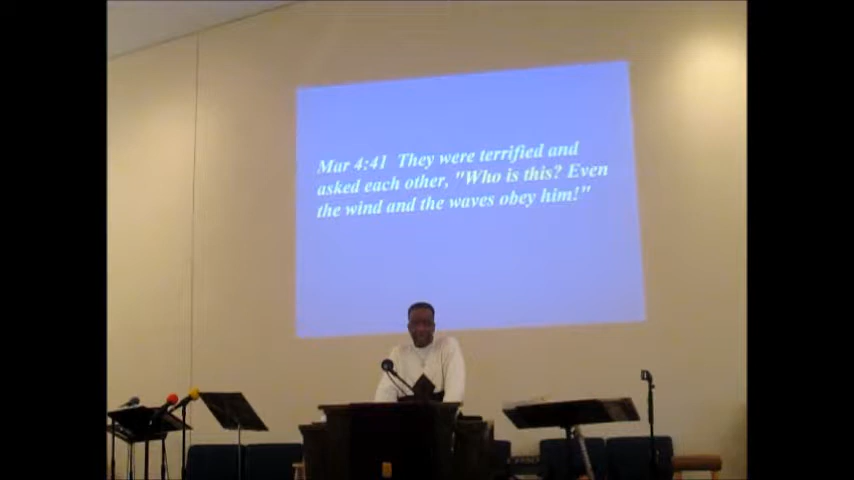 Mar 4:41 They were terrified and
asked each other, "Who is this? Even
the wind and the waves obey him!"